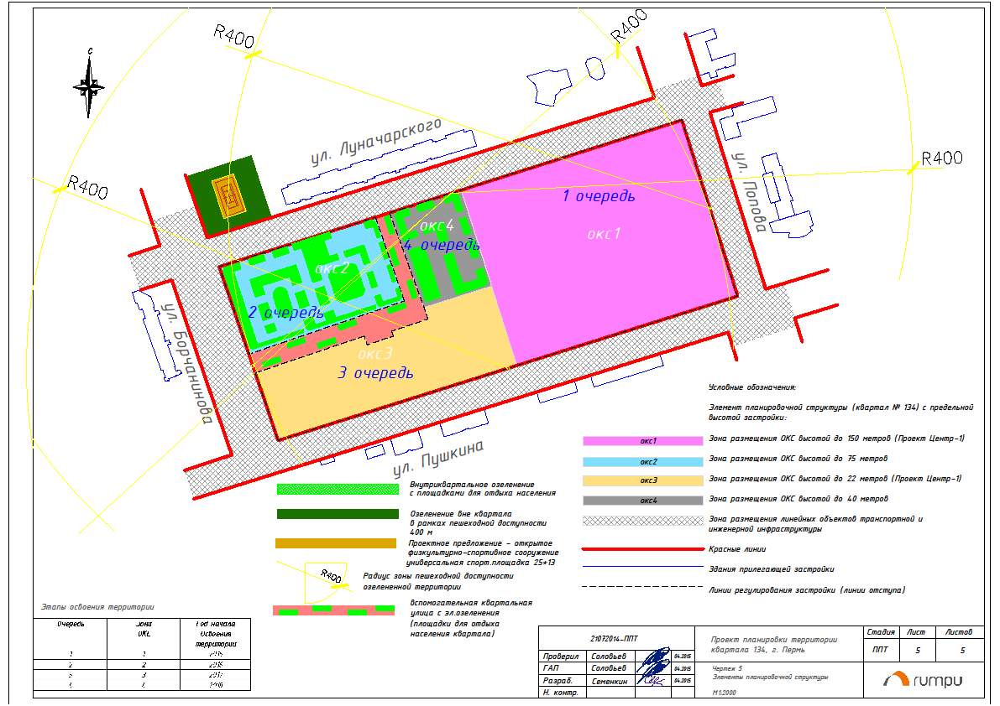 R400
R400
R400
R400
С
ул. Луначарского
ул. Попова
ул. Борчанинова
ул. Пушкина
1 очередь
окс1
окс4
4 очередь
окс2
2 очередь
окс3
3 очередь
Условные обозначения:
Элемент планировочной структуры (квартал № 134) с предельной
высотой застройки:
окс1 Зона размещения ОКС высотой до 150 метров (Проект Центр-1)
окс2 Зона размещения ОКС высотой до 75 метров
окс3 Зона размещения ОКС высотой до 22 метров (Проект Центр-1)
окс4 Зона размещения ОКС высотой до 40 метров
Зона размещения линейных объектов транспортной и
инженерной инфраструктуры
Красные линии
Здания прилегающей застройки
Линии регулирования застройки (линии отступа)
Внутриквартальное озеленение
с площадками для отдыха населения
Озеленение вне квартала
в рамках пешеходной доступности
400 м
Проектное предложение - открытое
физкультурно-спортивное сооружение
универсальная спорт.площадка 25*13
R400
Радиус зоны пешеходной доступности
озелененной территории
вспомогательная квартальная
улица с эл.озеленения
(площадки для отдыха
населения квартала)
Этапы освоения территории
Очередь зона Год начала
ОКС Освоения
территории
1 1 2015
2 2 2016
3 3 2017
21072014-ППТ
Проверил Соловьев 04.2015
ГАП Соловьев 04.2015
Разраб. Семенкин 04.2015
Н. контр.
Проект планировки территории
квартала 134, г. Пермь
Чертеж 5
Элементы планировочной структуры
М1:2000
Стадия Лист Листов
ППТ 5 5
rumpu